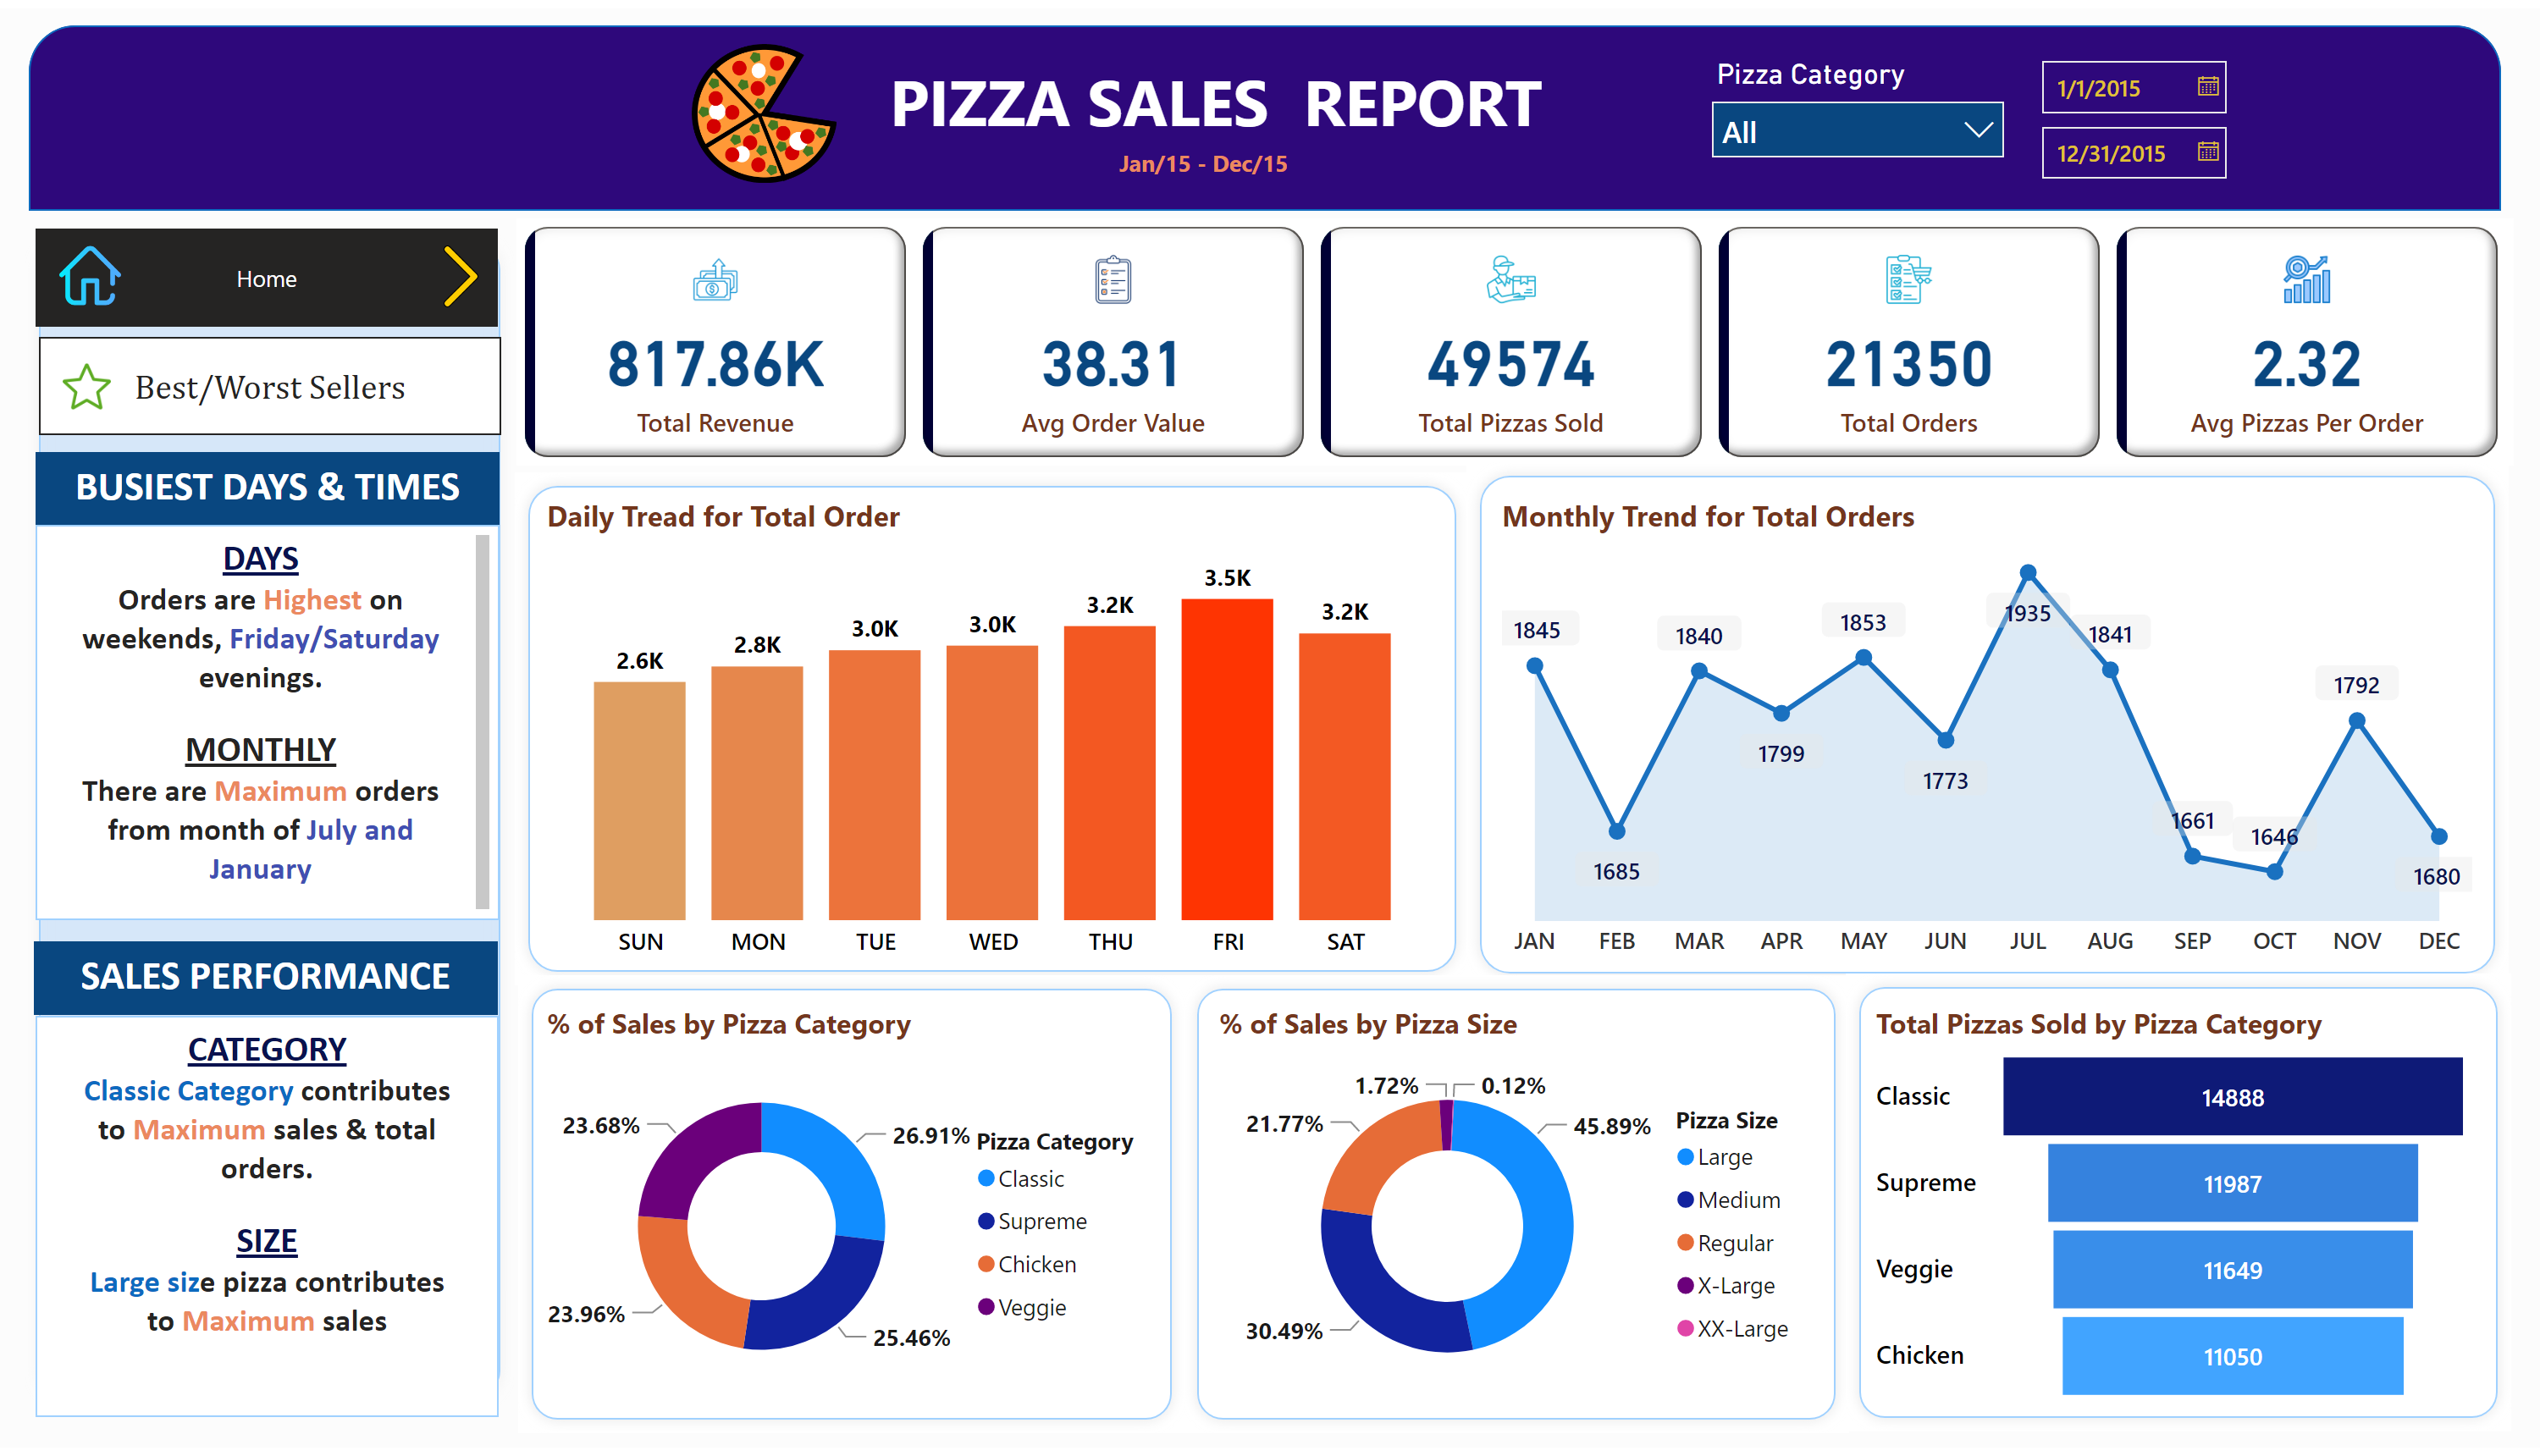 PIZZA SALES REPORT
Jan/15 - Dec/15
Pizza Category
All
1/1/2015
12/31/2015
Home
Best/Worst Sellers
817.86K
Total Revenue
38.31
Avg Order Value
49574
Total Pizzas Sold
21350
Total Orders
2.32
Avg Pizzas Per Order
BUSIEST DAYS & TIMES
DAYS
Orders are Highest on
weekends, Friday/Saturday
evenings.
MONTHLY
There are Maximum orders
from month of July and
January
SALES PERFORMANCE
CATEGORY
Classic Category contributes
to Maximum sales & total
orders.
SIZE
Large size pizza contributes
to Maximum sales
Daily Tread for Total Order
2.6K
2.8K
3.0K
3.0K
3.2K
3.5K
3.2K
SUN MON TUE WED THU FRI SAT
Monthly Trend for Total Orders
1845
1685
1840
1799
1853
1773
1935
1841
1661
1646
1792
1680
JAN FEB MAR APR MAY JUN JUL AUG SEP OCT NOV DEC
% of Sales by Pizza Category
23.68%
26.91%
23.96%
25.46%
Pizza Category
Classic
Supreme
Chicken
Veggie
% of Sales by Pizza Size
1.72%
0.12%
21.77%
45.89%
30.49%
Pizza Size
Large
Medium
Regular
X-Large
XX-Large
Total Pizzas Sold by Pizza Category
Classic 14888
Supreme 11987
Veggie 11649
Chicken 11050